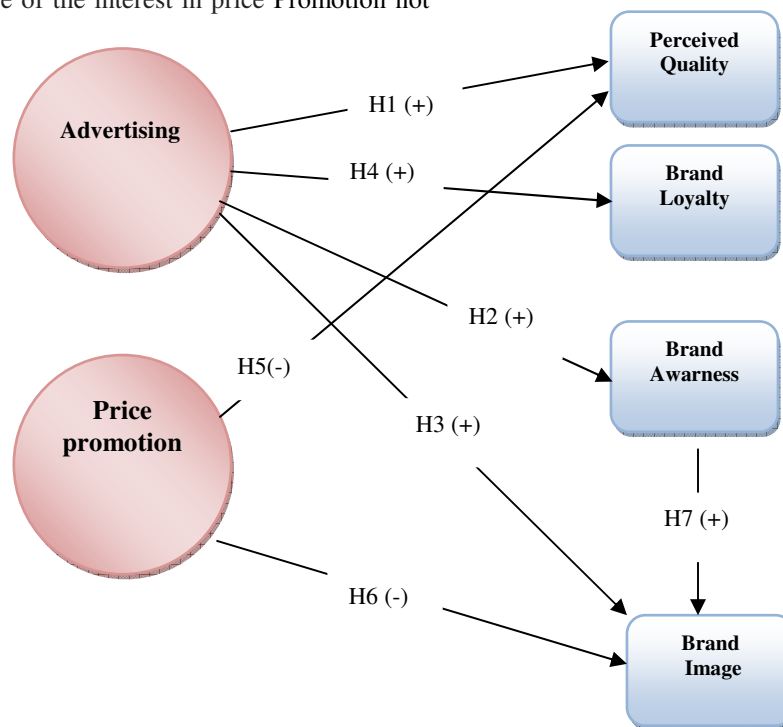 e of the interest in price Promotion not
Perceived
Quality
Advertising
H1 (+)
H4 (+)
Brand
Loyalty
H2 (+)
Brand
Awarness
H5(-)
Price
promotion
H3 (+)
H7 (+)
H6 (-)
Brand
Image